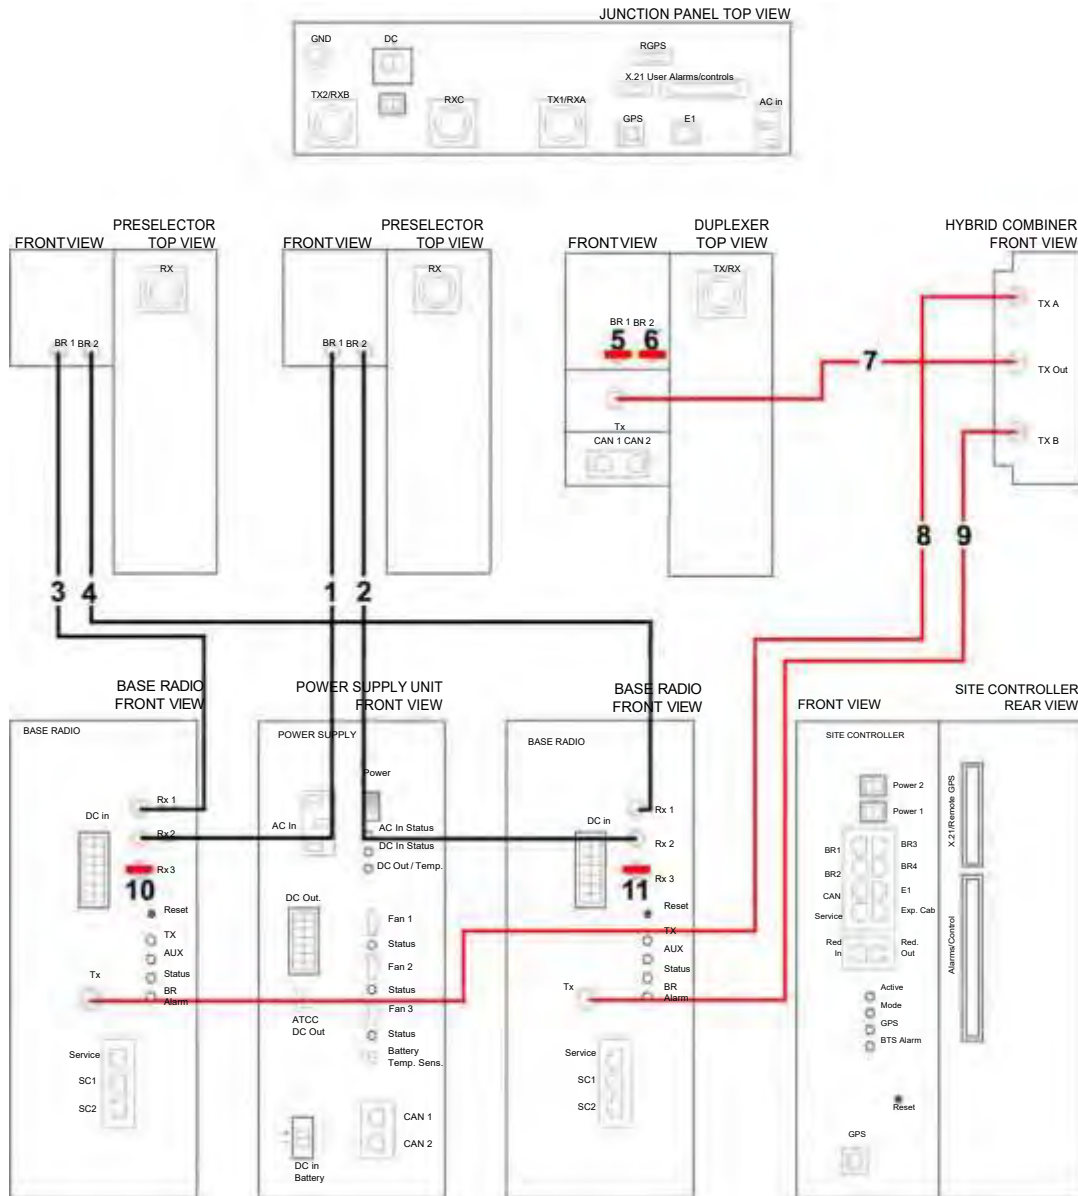 JUNCTION PANEL TOP VIEW
GND
DC
RGPS
X.21 User Alarms/controls
TX2/RXB
RXC
TX1/RXA
AC in
GPS
E1
PRESELECTOR
FRONTVIEW TOP VIEW
RX
BR 1 BR 2
PRESELECTOR
FRONTVIEW TOP VIEW
RX
BR 1 BR 2
DUPLEXER
FRONTVIEW TOP VIEW
TX/RX
BR 1 BR 2
5 6
Tx
CAN 1 CAN 2
HYBRID COMBINER
FRONT VIEW
TX A
7
TX Out
TX B
8 9
3 4
1 2
BASE RADIO
FRONT VIEW
BASE RADIO
Rx 1
DC in
Rx 2
Rx 3
10
Reset
TX
AUX
Tx
Status
BR
Alarm
Service
SC1
SC2
POWER SUPPLY UNIT
FRONT VIEW
POWER SUPPLY
Power
AC In
AC In Status
DC In Status
DC Out / Temp.
DC Out.
Fan 1
Status
Fan 2
Status
Fan 3
ATCC
DC Out
Status
Battery
Temp. Sens.
CAN 1
CAN 2
DC in
Battery
BASE RADIO
FRONT VIEW
BASE RADIO
Rx 1
DC in
Rx 2
Rx 3
11
Reset
TX
AUX
Status
Tx
BR
Alarm
Service
SC1
SC2
SITE CONTROLLER
FRONT VIEW REAR VIEW
SITE CONTROLLER
Power 2
Power 1
BR1
BR3
BR2
BR4
CAN
E1
Service
Exp. Cab
Red
In
Red.
Out
Active
Mode
GPS
BTS Alarm
Reset
GPS
X.21/Remote GPS
Alarms/Control